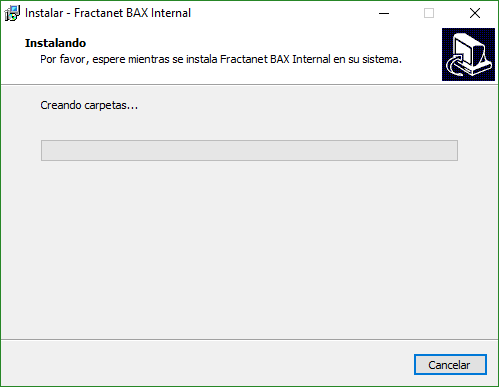 Instalar - Fractanet BAX Internal
Instalando
Por favor, espere mientras se instala Fractanet BAX Internal en su sistema.
Creando carpetas...
Cancelar